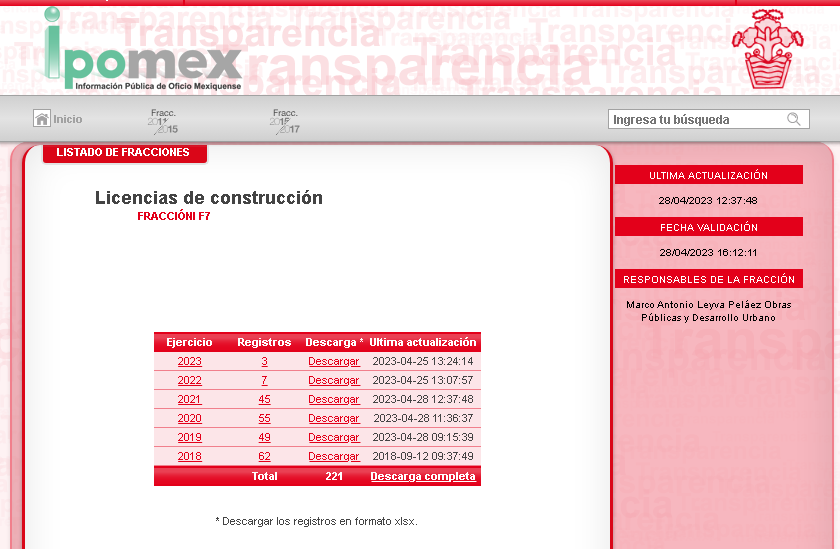 ipomex
Información Pública de Oficio Mexiquense
Transparencia
Transparencia
Transparencia
Inicio
Fracc.
Fracc.
2017
Ingresa tu búsqueda
LISTADO DE FRACCIONES
Licencias de construcción
FRACCIÓNI F7
Ejercicio Registros Descarga * Ultima actualización
2023 3 Descargar 2023-04-25 13:24:14
2022 7 Descargar 2023-04-25 13:07:57
2021 45 Descargar 2023-04-28 12:37:48
2020 55 Descargar 2023-04-28 11:36:37
2019 49 Descargar 2023-04-28 09:15:39
2018 62 Descargar 2018-09-12 09:37:49
Total 221 Descarga completa
* Descargar los registros en formato xlsx.
ULTIMA ACTUALIZACIÓN
28/04/2023 12:37:48
FECHA VALIDACIÓN
28/04/2023 16:12:11
RESPONSABLES DE LA FRACCIÓN
Marco Antonio Leyva Peláez Obras
Públicas y Desarrollo Urbano